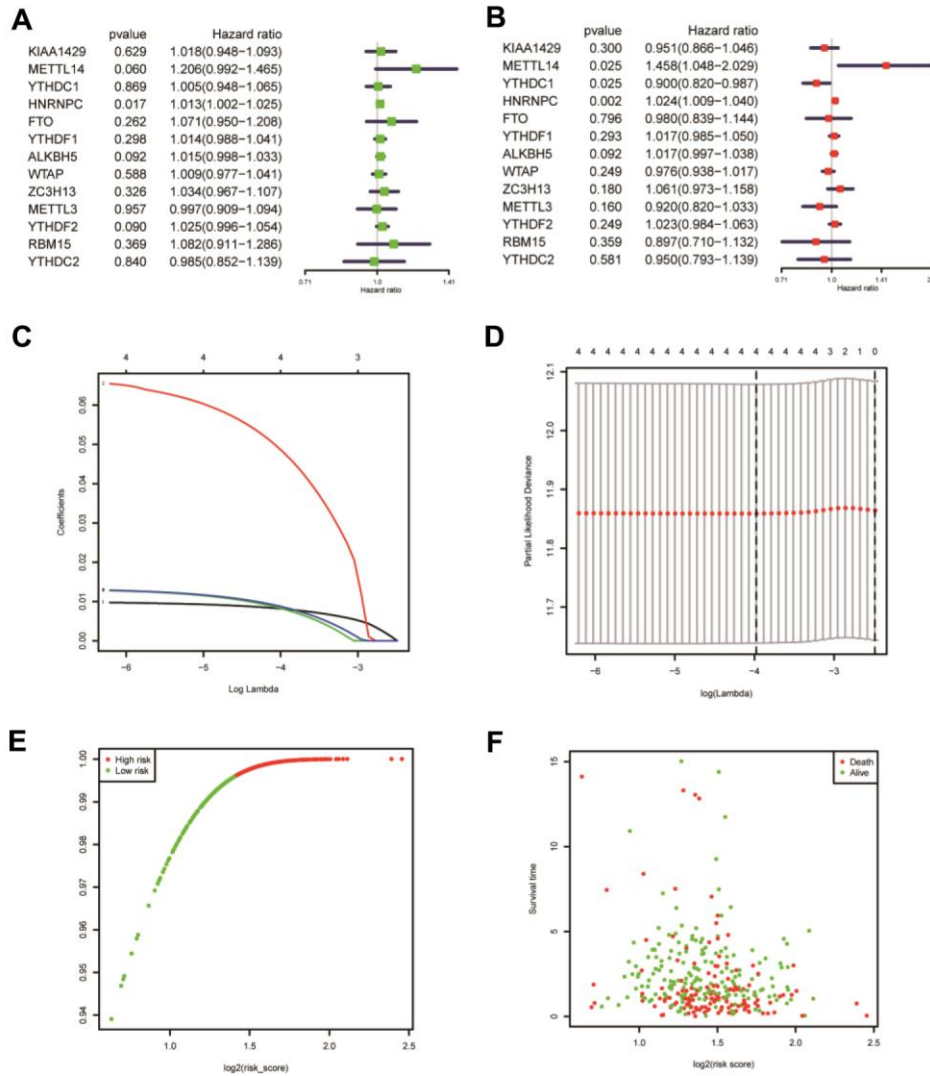 A
pvalue Hazard ratio
KIAA1429 0.629 1.018(0.948−1.093)
METTL14 0.060 1.206(0.992−1.465)
YTHDC1 0.869 1.005(0.948−1.065)
HNRNPC 0.017 1.013(1.002−1.025)
FTO 0.262 1.071(0.950−1.208)
YTHDF1 0.298 1.014(0.988−1.041)
ALKBH5 0.092 1.015(0.998−1.033)
WTAP 0.588 1.009(0.977−1.041)
ZC3H13 0.326 1.034(0.967−1.107)
METTL3 0.957 0.997(0.909−1.094)
YTHDF2 0.090 1.025(0.996−1.054)
RBM15 0.369 1.082(0.911−1.286)
YTHDC2 0.840 0.985(0.852−1.139)
0.71 1.0 1.41
Hazard ratio
B
pvalue Hazard ratio
KIAA1429 0.300 0.951(0.866−1.046)
METTL14 0.025 1.458(1.048−2.029)
YTHDC1 0.025 0.900(0.820−0.987)
HNRNPC 0.002 1.024(1.009−1.040)
FTO 0.796 0.980(0.839−1.144)
YTHDF1 0.293 1.017(0.985−1.050)
ALKBH5 0.092 1.017(0.997−1.038)
WTAP 0.249 0.976(0.938−1.017)
ZC3H13 0.180 1.061(0.973−1.158)
METTL3 0.160 0.920(0.820−1.033)
YTHDF2 0.249 1.023(0.984−1.063)
RBM15 0.359 0.897(0.710−1.132)
YTHDC2 0.581 0.950(0.793−1.139)
0.71 1.0 1.41
Hazard ratio
C
4 4 4 3
0.06
0.05
0.04
0.03
0.02
0.01
0.00
Coefficients
−6 −5 −4 −3
Log Lambda
D
4 4 4 4 4 4 4 4 4 4 4 4 4 4 4 4 3 2 1 0
12.1
12.0
11.9
11.8
11.7
Partial Likelihood Deviance
−6 −5 −4 −3
log(Lambda)
E
High risk
Low risk
1.00
0.99
0.98
0.97
0.96
0.95
0.94
1.0 1.5 2.0 2.5
log2(risk_score)
F
Death
Alive
15
10
5
0
Survival time
1.0 1.5 2.0 2.5
log2(risk score)